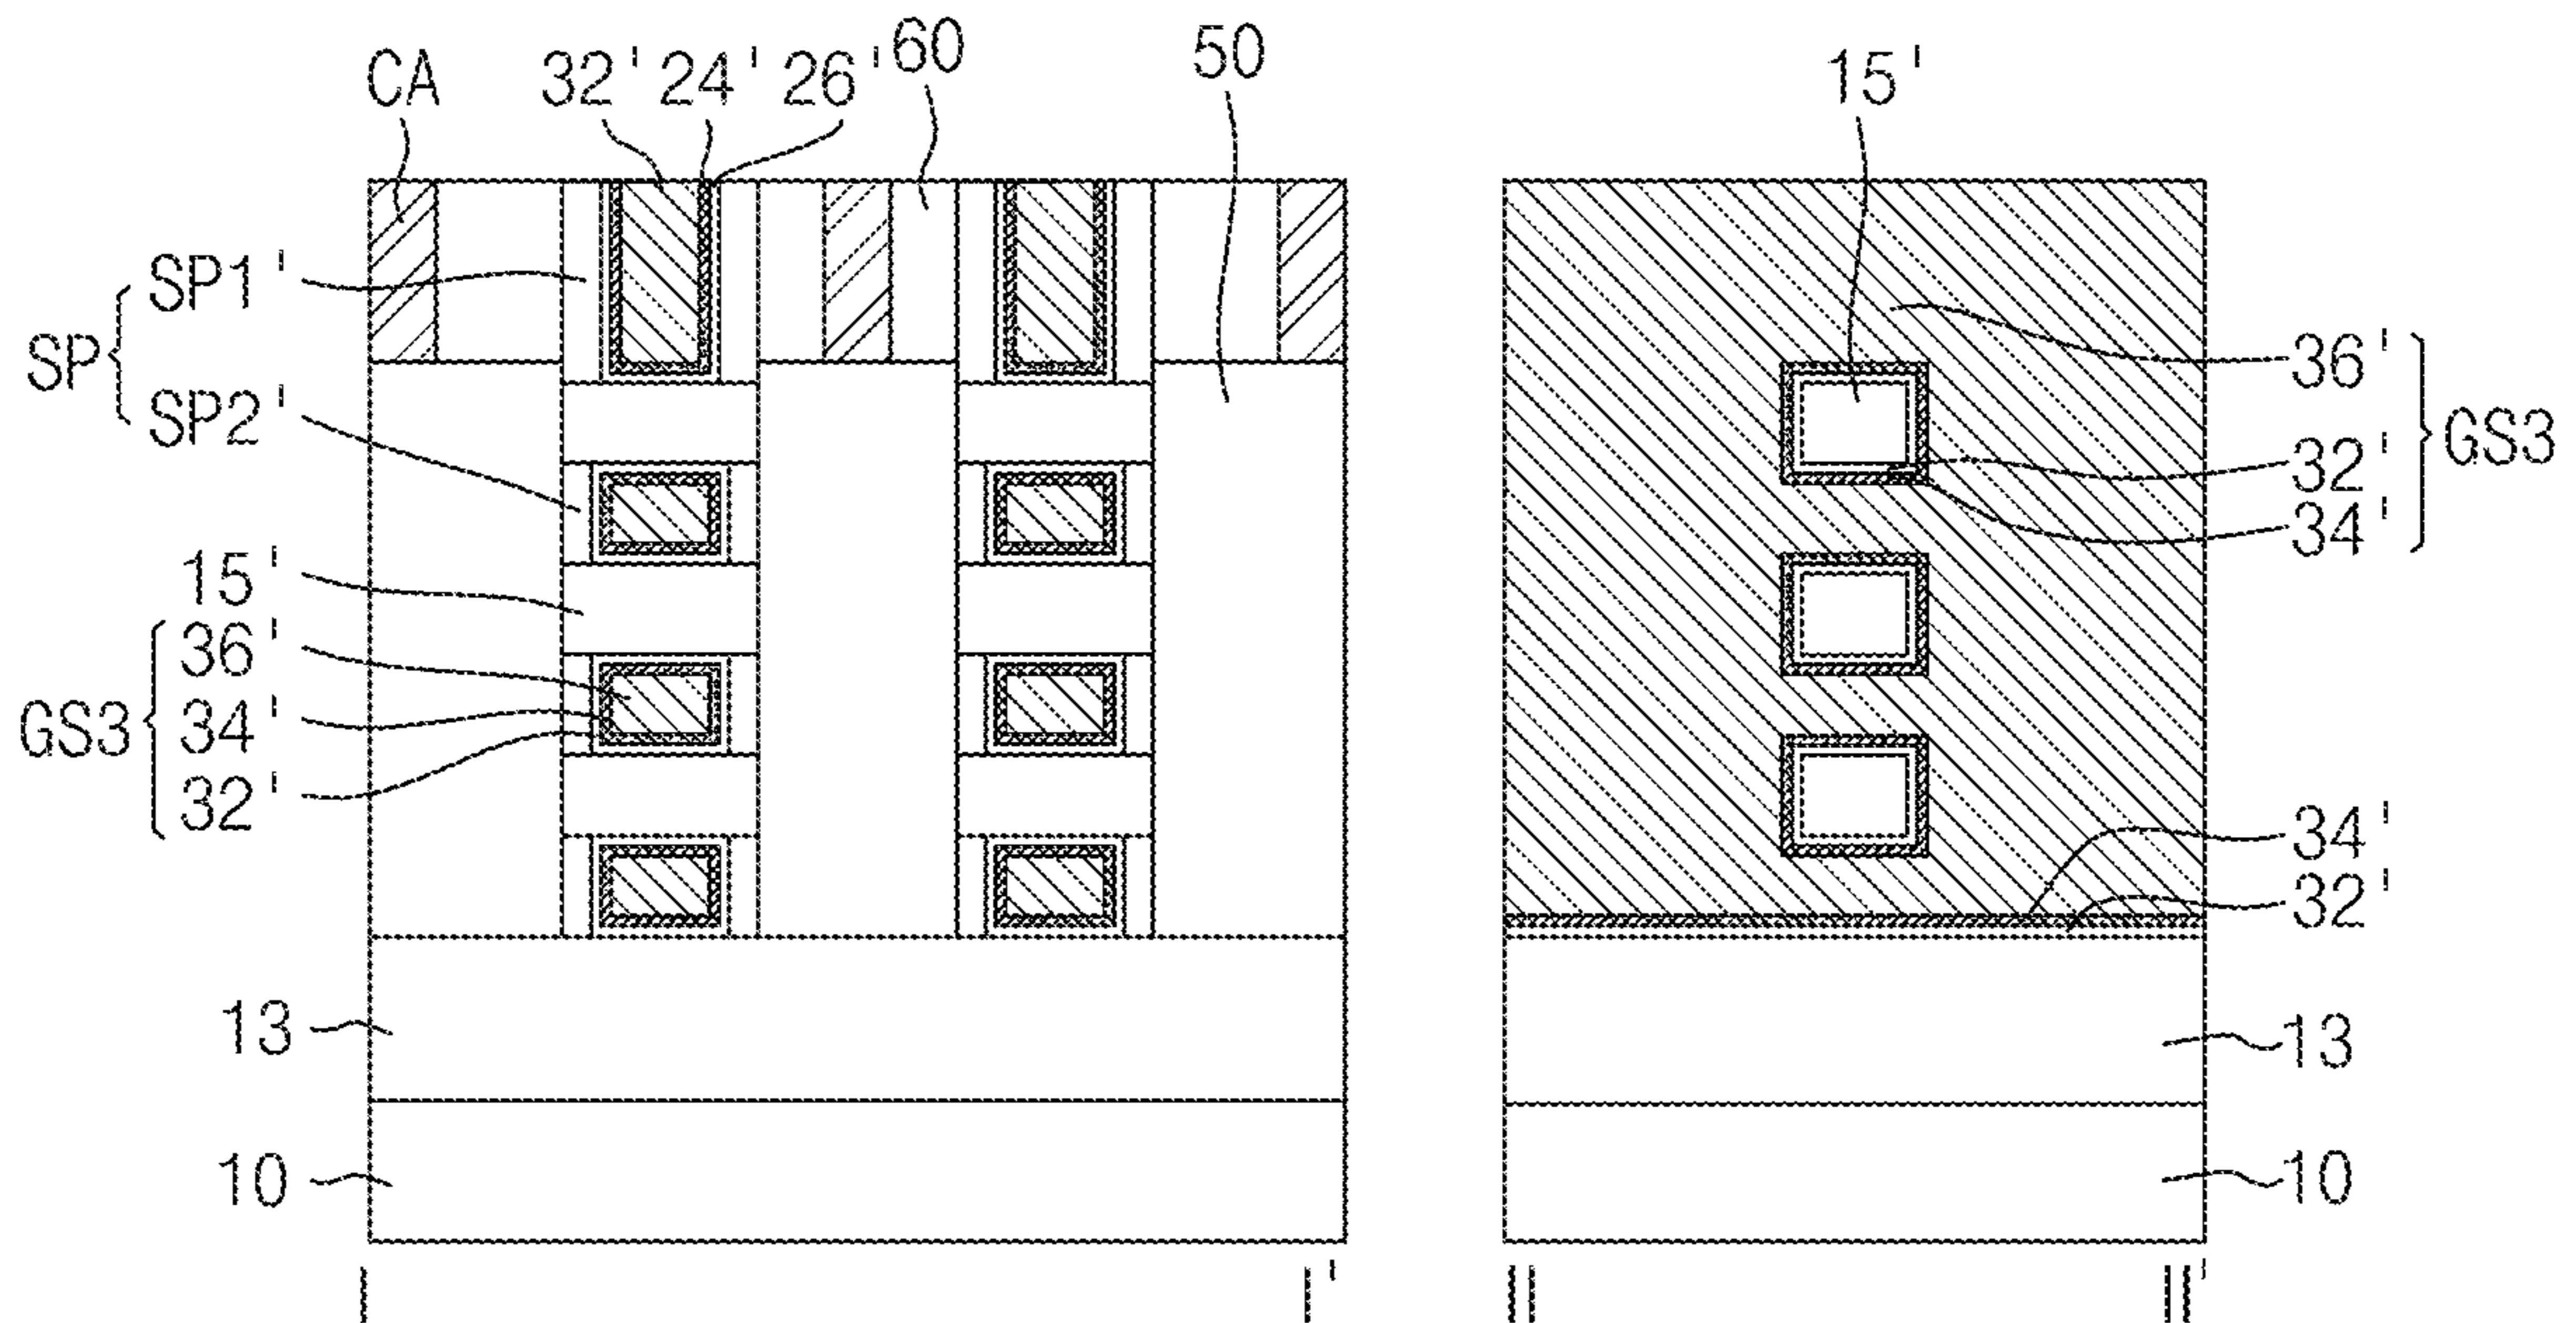 CA 32' 24' 26' 60 50 15'
SP1'
SP
SP2'
15'
36'
GS3 34'
32'
13
10
36'
32' GS3
34'
34'
32'
13
10
I I' II II'